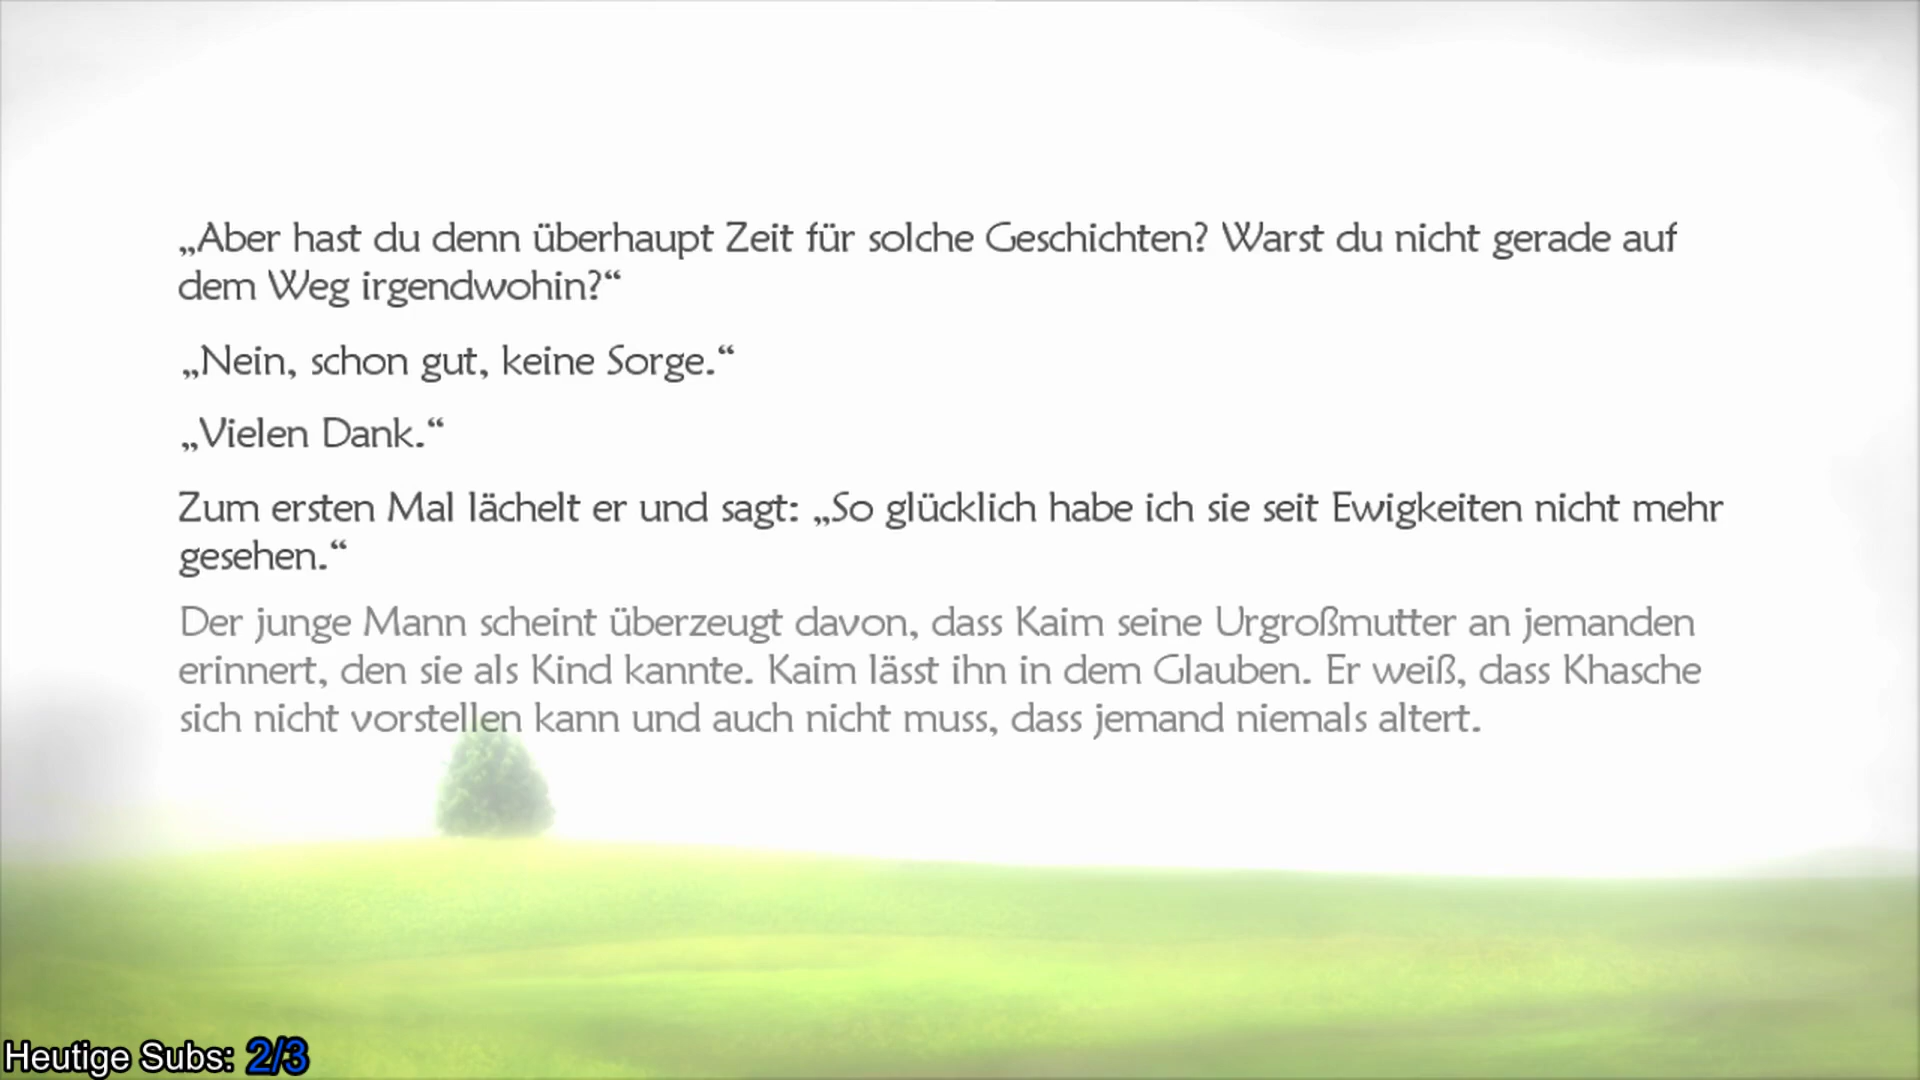 „Aber hast du denn überhaupt Zeit für solche Geschichten? Warst du nicht gerade auf
dem Weg irgendwohin?“
„Nein, schon gut, keine Sorge.“
„Vielen Dank.“
Zum ersten Mal lächelt er und sagt: „So glücklich habe ich sie seit Ewigkeiten nicht mehr
gesehen.“
Der junge Mann scheint überzeugt davon, dass Kaim seine Urgroßmutter an jemanden
erinnert, den sie als Kind kannte. Kaim lässt ihn in dem Glauben. Er weiß, dass Khasche
sich nicht vorstellen kann und auch nicht muss, dass jemand niemals altert.
Heutige Subs: 2/3